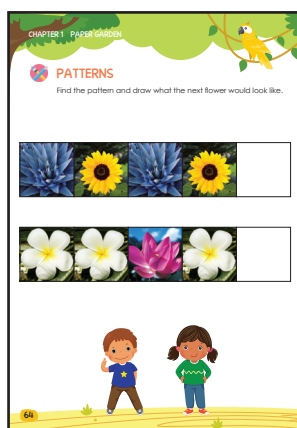 CHAPTER 1 PAPER GARDEN
PATTERNS
Find the pattern and draw what the next flower would look like.
64